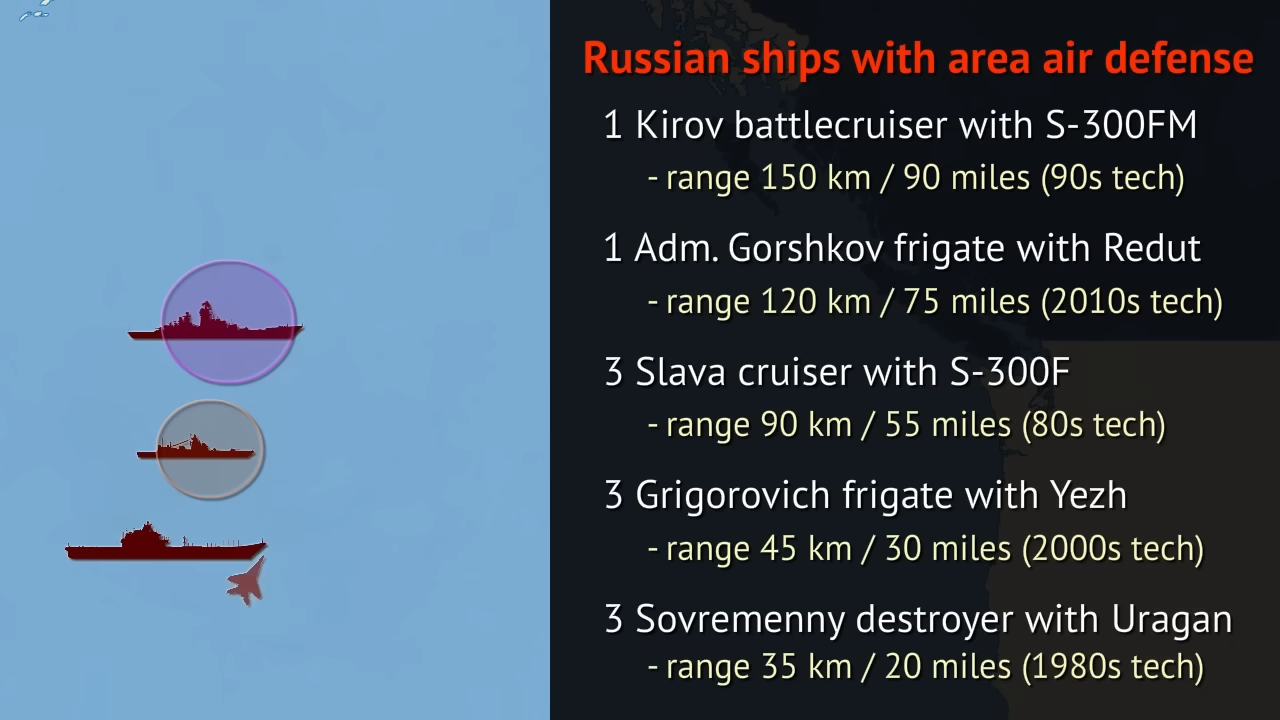 Russian ships with area air defense
1 Kirov battlecruiser with S-300FM
- range 150 km / 90 miles (90s tech)
1 Adm. Gorshkov frigate with Redut
- range 120 km / 75 miles (2010s tech)
3 Slava cruiser with S-300F
- range 90 km / 55 miles (80s tech)
3 Grigorovich frigate with Yezh
- range 45 km / 30 miles (2000s tech)
3 Sovremenny destroyer with Uragan
- range 35 km / 20 miles (1980s tech)